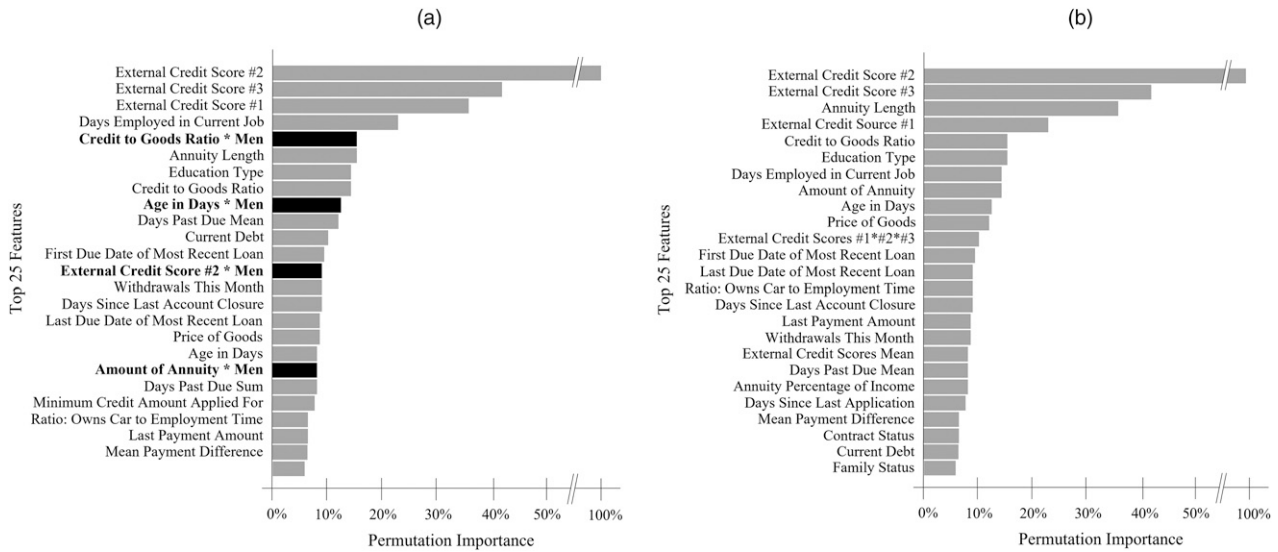 (a)
Top 25 Features
External Credit Score #2
External Credit Score #3
External Credit Score #1
Days Employed in Current Job
Credit to Goods Ratio * Men
Annuity Length
Education Type
Credit to Goods Ratio
Age in Days * Men
Days Past Due Mean
Current Debt
First Due Date of Most Recent Loan
External Credit Score #2 * Men
Withdrawals This Month
Days Since Last Account Closure
Last Due Date of Most Recent Loan
Price of Goods
Age in Days
Amount of Annuity * Men
Days Past Due Sum
Minimum Credit Amount Applied For
Ratio: Owns Car to Employment Time
Last Payment Amount
Mean Payment Difference
0% 10% 20% 30% 40% 50% 100%
Permutation Importance
(b)
Top 25 Features
External Credit Score #2
External Credit Score #3
Annuity Length
External Credit Source #1
Credit to Goods Ratio
Education Type
Days Employed in Current Job
Amount of Annuity
Age in Days
Price of Goods
External Credit Scores #1*#2*#3
First Due Date of Most Recent Loan
Last Due Date of Most Recent Loan
Ratio: Owns Car to Employment Time
Days Since Last Account Closure
Last Payment Amount
Withdrawals This Month
External Credit Scores Mean
Days Past Due Mean
Annuity Percentage of Income
Days Since Last Application
Mean Payment Difference
Contract Status
Current Debt
Family Status
0% 10% 20% 30% 40% 50% 100%
Permutation Importance